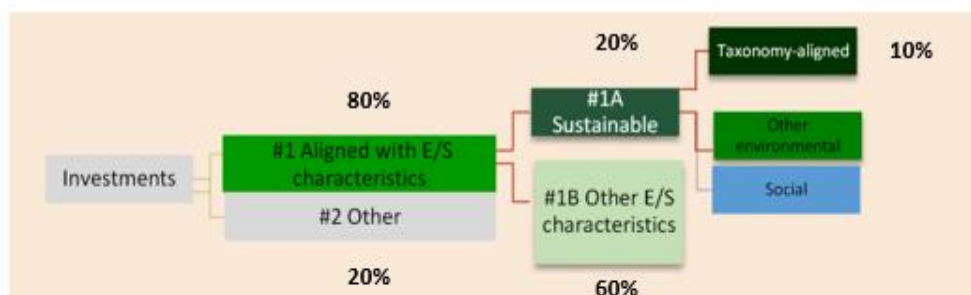 20%
Taxonomy-aligned
10%
80%
#1A
Sustainable
#1 Aligned with E/S
characteristics
Other
environmental
Investments
Social
#2 Other
#1B Other E/S
characteristics
20%
60%